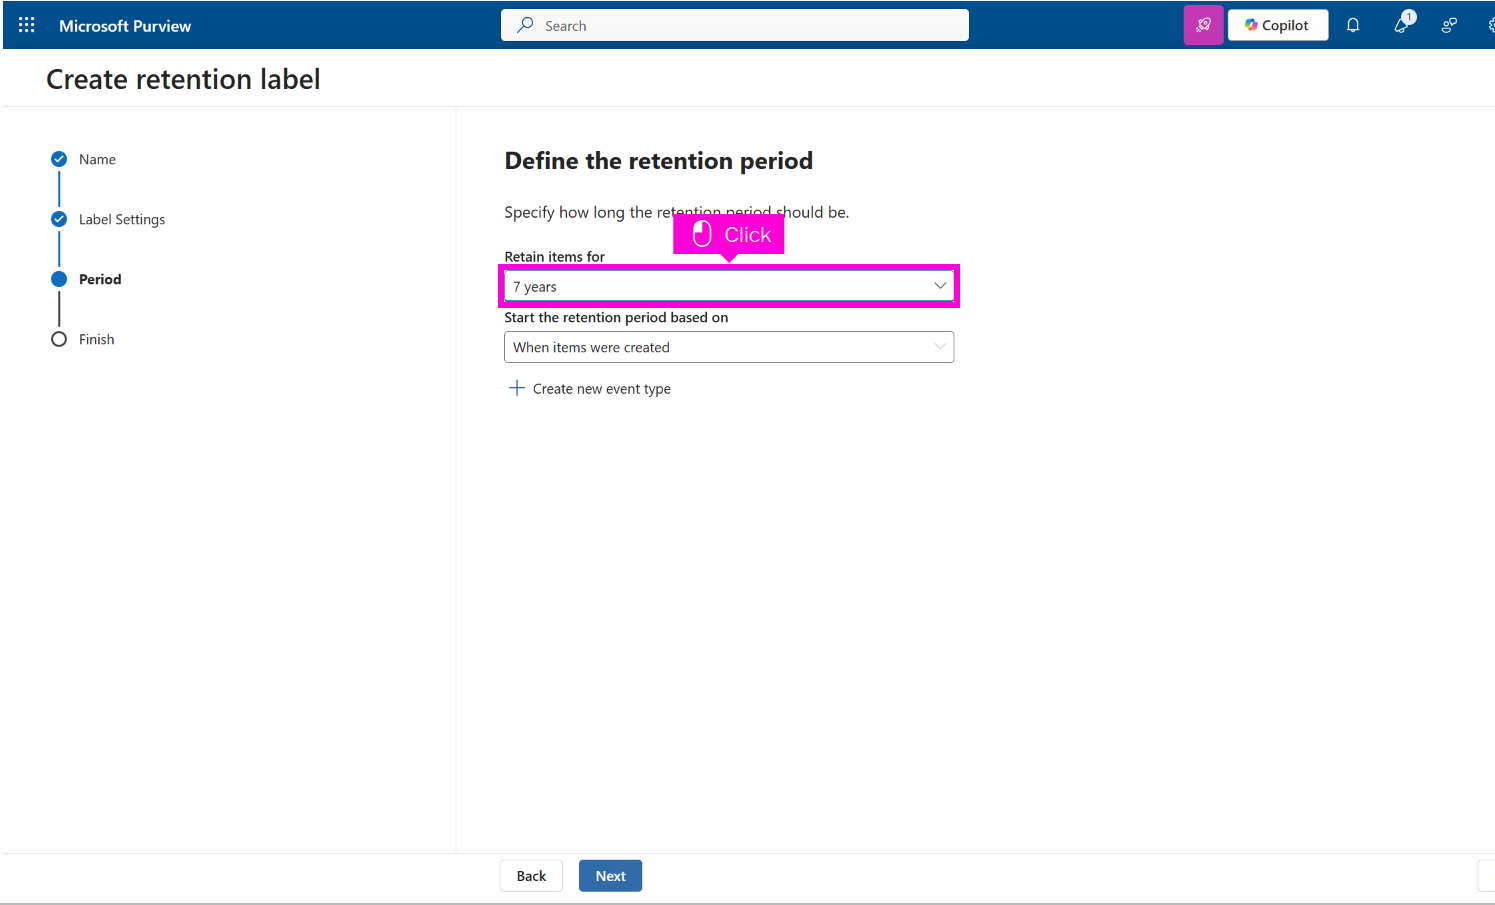 Microsoft Purview
Search
Copilot
1
Create retention label
Name
Label Settings
Period
Finish
Define the retention period
Specify how long the retention period should be.
Click
Retain items for
7 years
Start the retention period based on
When items were created
Create new event type
Back
Next